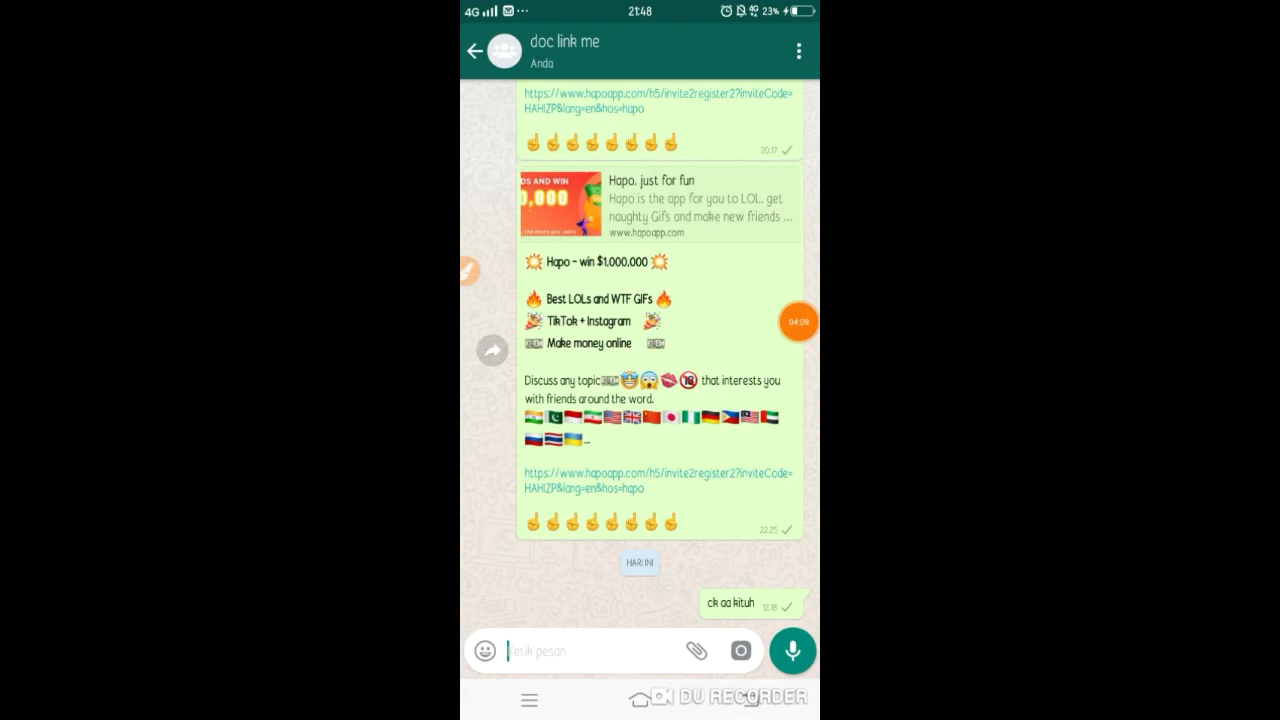 4G 21:48 4G 23%
doc link me
Anda
https://www.hapoapp.com/h5/invite2register2?inviteCode=
HAHIZP&lang=en&hos=hapo
20.17
DS AND WIN
0,000
Hapo. just for fun
Hapo is the app for you to LOL. get
naughty Gifs and make new friends ...
www.hapoapp.com
💥 Hapo - win $1.000.000 💥
🔥 Best LOLs and WTF GIFs 🔥
🎉 TikTok + Instagram 🎉
💵 Make money online 💵
Discuss any topic💵🤩😱💋🔞 that interests you
with friends around the word.
...
https://www.hapoapp.com/h5/invite2register2?inviteCode=
HAHIZP&lang=en&hos=hapo
22.25
04:09
HARI INI
ck aa kituh 12.18
Ketik pesan
DU RECORDER